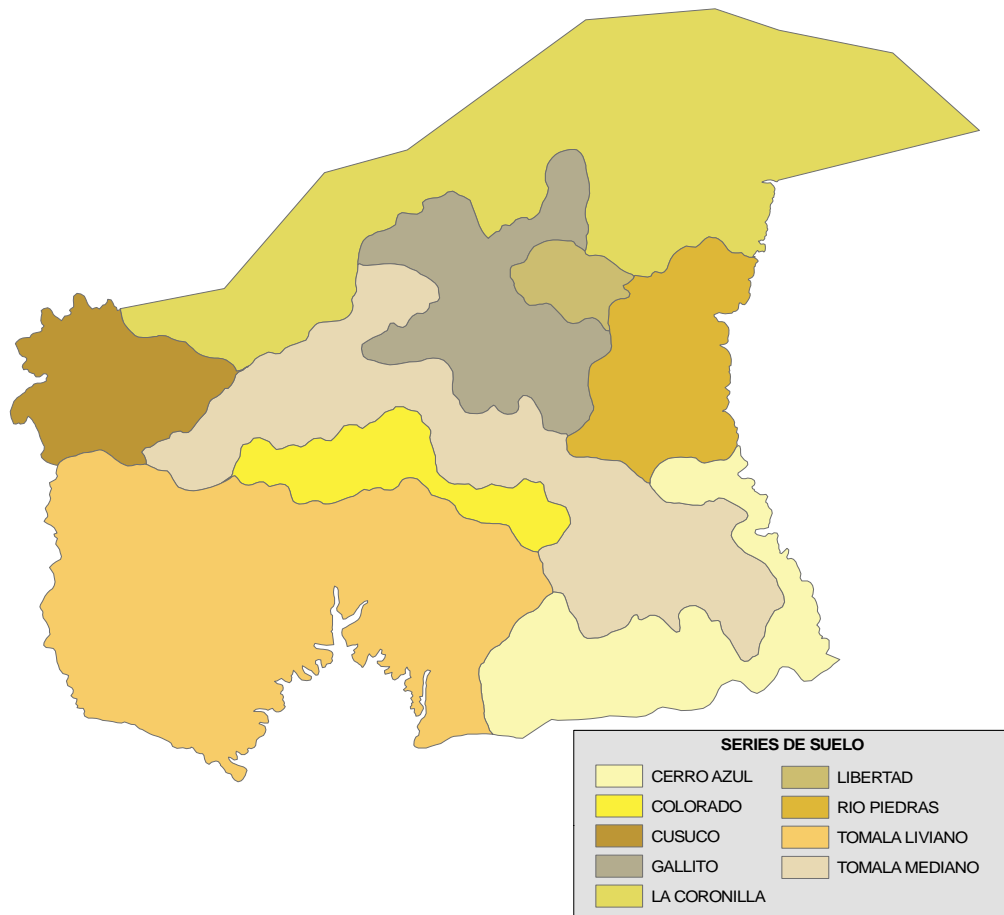 SERIES DE SUELO
CERRO AZUL
COLORADO
CUSUCO
GALLITO
LA CORONILLA
LIBERTAD
RIO PIEDRAS
TOMALA LIVIANO
TOMALA MEDIANO